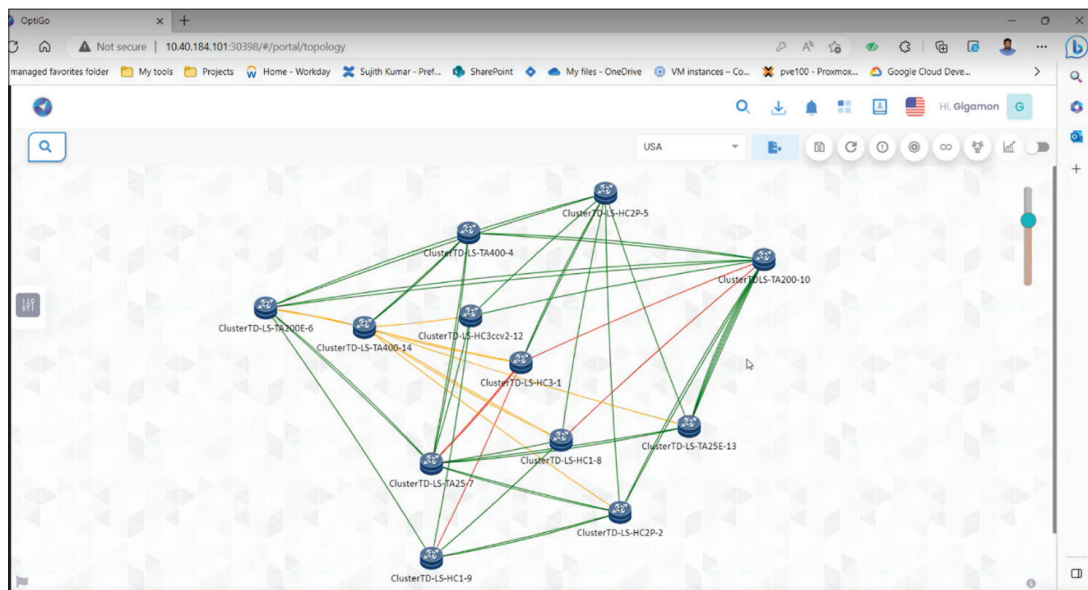 OptiGo
Not secure | 10.40.184.101:30398/#/portal/topology
managed favorites folder My tools Projects Home - Workday Sujith Kumar - Pref... SharePoint My files - OneDrive VM instances – Co... pve100 - Proxmox... Google Cloud Deve...
Hi, Gigamon G
USA
ClusterTD-LS-HC2P-5
ClusterTD-LS-TA400-4
ClusterTDLS-TA200-10
ClusterTD-LS-TA200E-6
ClusterTD-LS-HC3ccv2-12
ClusterTD-LS-TA400-14
ClusterTD-LS-HC3-1
ClusterTD-LS-TA25E-13
ClusterTD-LS-HC1-8
ClusterTD-LS-TA25-7
ClusterTD-LS-HC2P-2
ClusterTD-LS-HC1-9